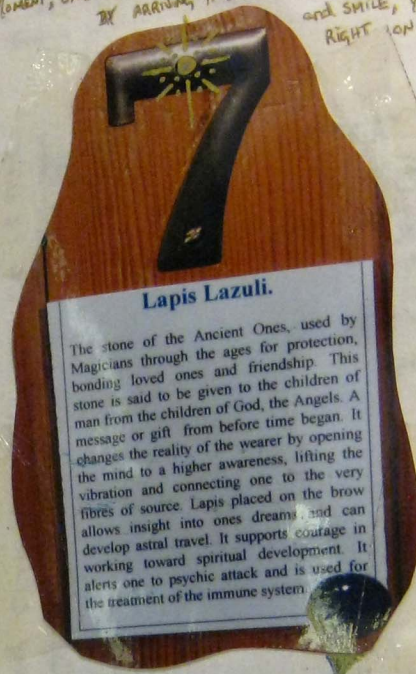 BY ARRIVING
and SMILE,
RIGHT ON
7
Lapis Lazuli.
The stone of the Ancient Ones, used by
Magicians through the ages for protection,
bonding loved ones and friendship. This
stone is said to be given to the children of
man from the children of God, the Angels. A
message or gift from before time began. It
changes the reality of the wearer by opening
the mind to a higher awareness, lifting the
vibration and connecting one to the very
fibres of source. Lapis placed on the brow
allows insight into ones dreams and can
develop astral travel. It supports courage in
working toward spiritual development. It
alerts one to psychic attack and is used for
the treatment of the immune system.